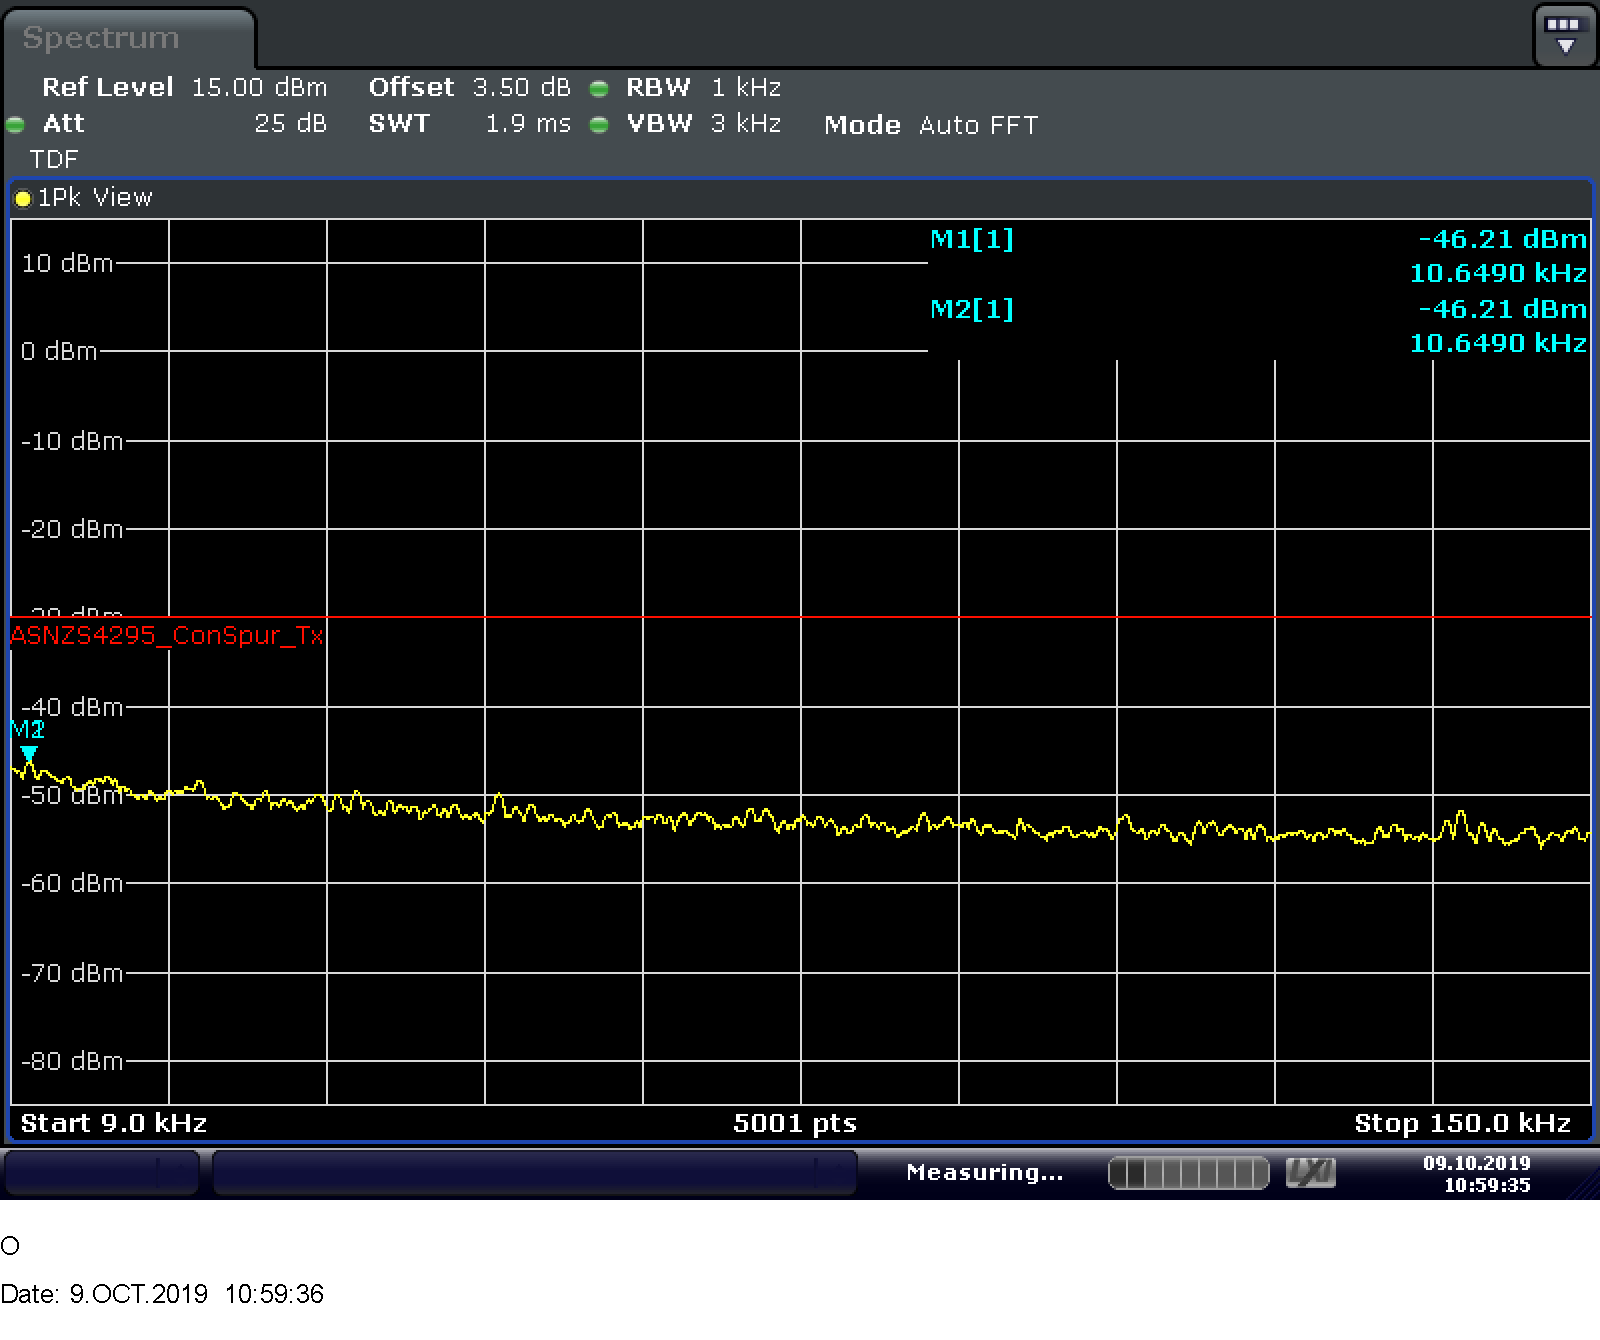 Spectrum
Ref Level 15.00 dBm Offset 3.50 dB RBW 1 kHz
Att 25 dB SWT 1.9 ms VBW 3 kHz Mode Auto FFT
TDF
1Pk View
M1[1] -46.21 dBm
10.6490 kHz
M2[1] -46.21 dBm
10.6490 kHz
10 dBm
0 dBm
-10 dBm
-20 dBm
-30 dBm
ASNZS4295_ConSpur_Tx
-40 dBm
M2
-50 dBm
-60 dBm
-70 dBm
-80 dBm
Start 9.0 kHz 5001 pts Stop 150.0 kHz
Measuring... LXI 09.10.2019
10:59:35
O
Date: 9.OCT.2019 10:59:36